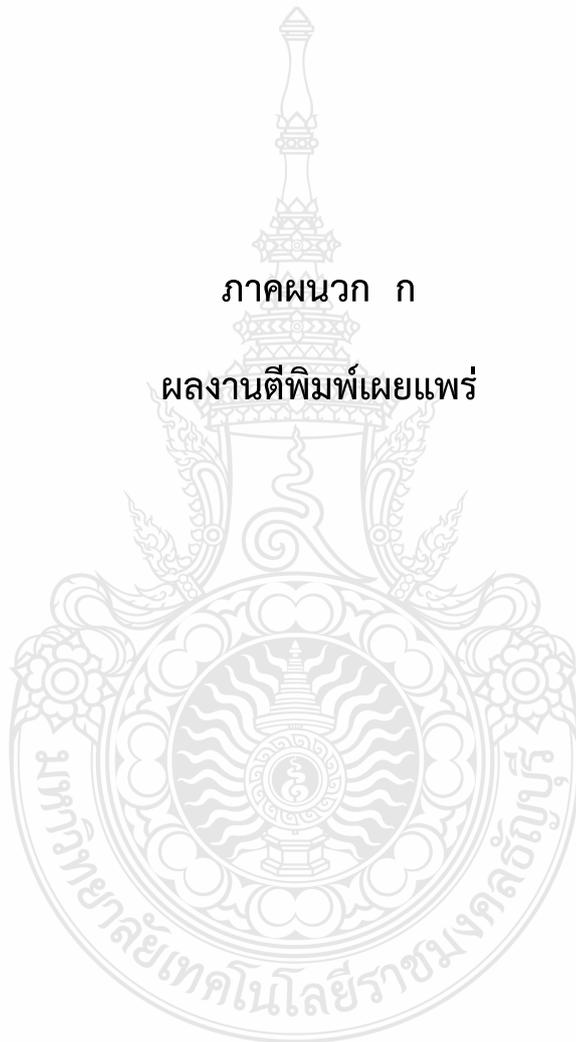 ภาคผนวก ก
ผลงานตีพิมพ์เผยแพร่
มหาวิทยาลัยเทคโนโลยีราชมงคลธัญบุรี